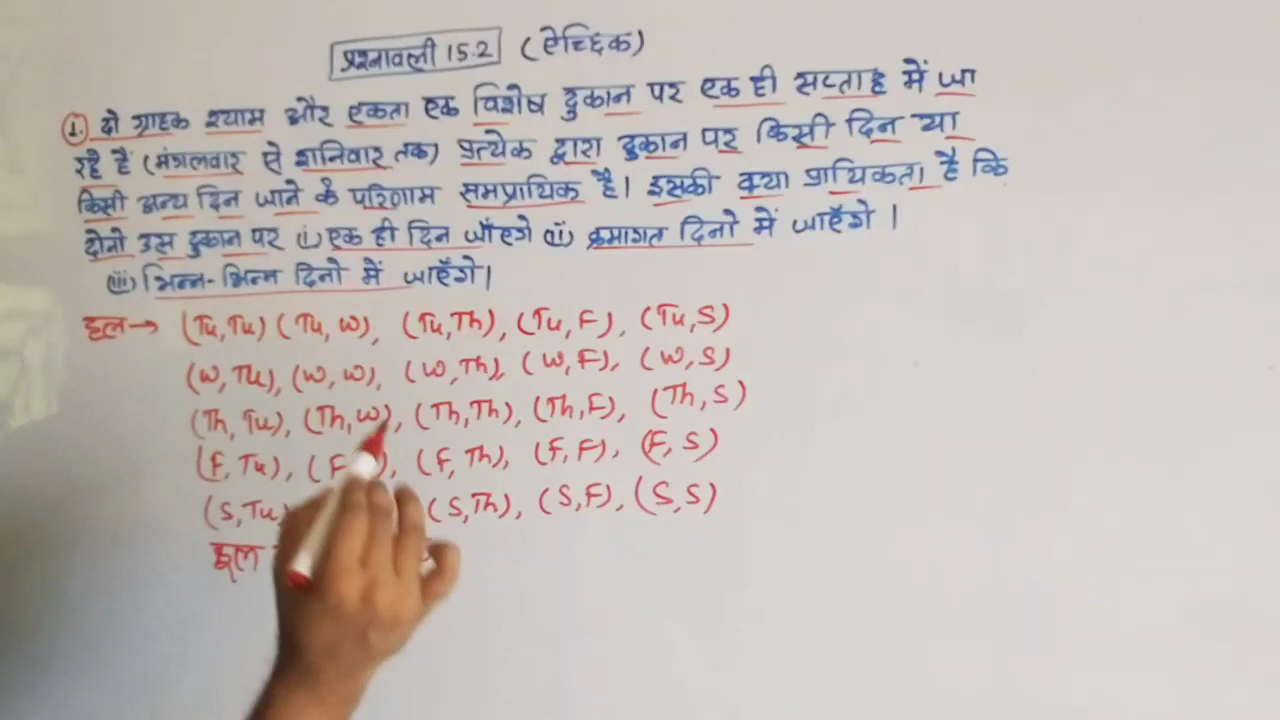 प्रश्नावली 15.2 (ऐच्छिक)
1. दो ग्राहक श्याम और एकता एक विशेष दुकान पर एक ही सप्ताह में जा
रहे हैं (मंगलवार से शनिवार तक) प्रत्येक द्वारा दुकान पर किसी दिन या
किसी अन्य दिन जाने के परिणाम समप्रायिक है। इसकी क्या प्रायिकता है कि
दोनो उस दुकान पर (i) एक ही दिन जाँएगे (ii) क्रमागत दिनो में जाएँगे।
(iii) भिन्न-भिन्न दिनो में जाएँगे।
हल→ (Tu,Tu) (Tu,W), (Tu,Th), (Tu,F), (Tu,S)
(W,Tu), (W,W), (W,Th), (W,F), (W,S)
(Th,Tu), (Th,W), (Th,Th), (Th,F), (Th,S)
(F,Tu), (F ), (F,Th), (F,F), (F,S)
(S,Tu (S,Th), (S,F), (S,S)